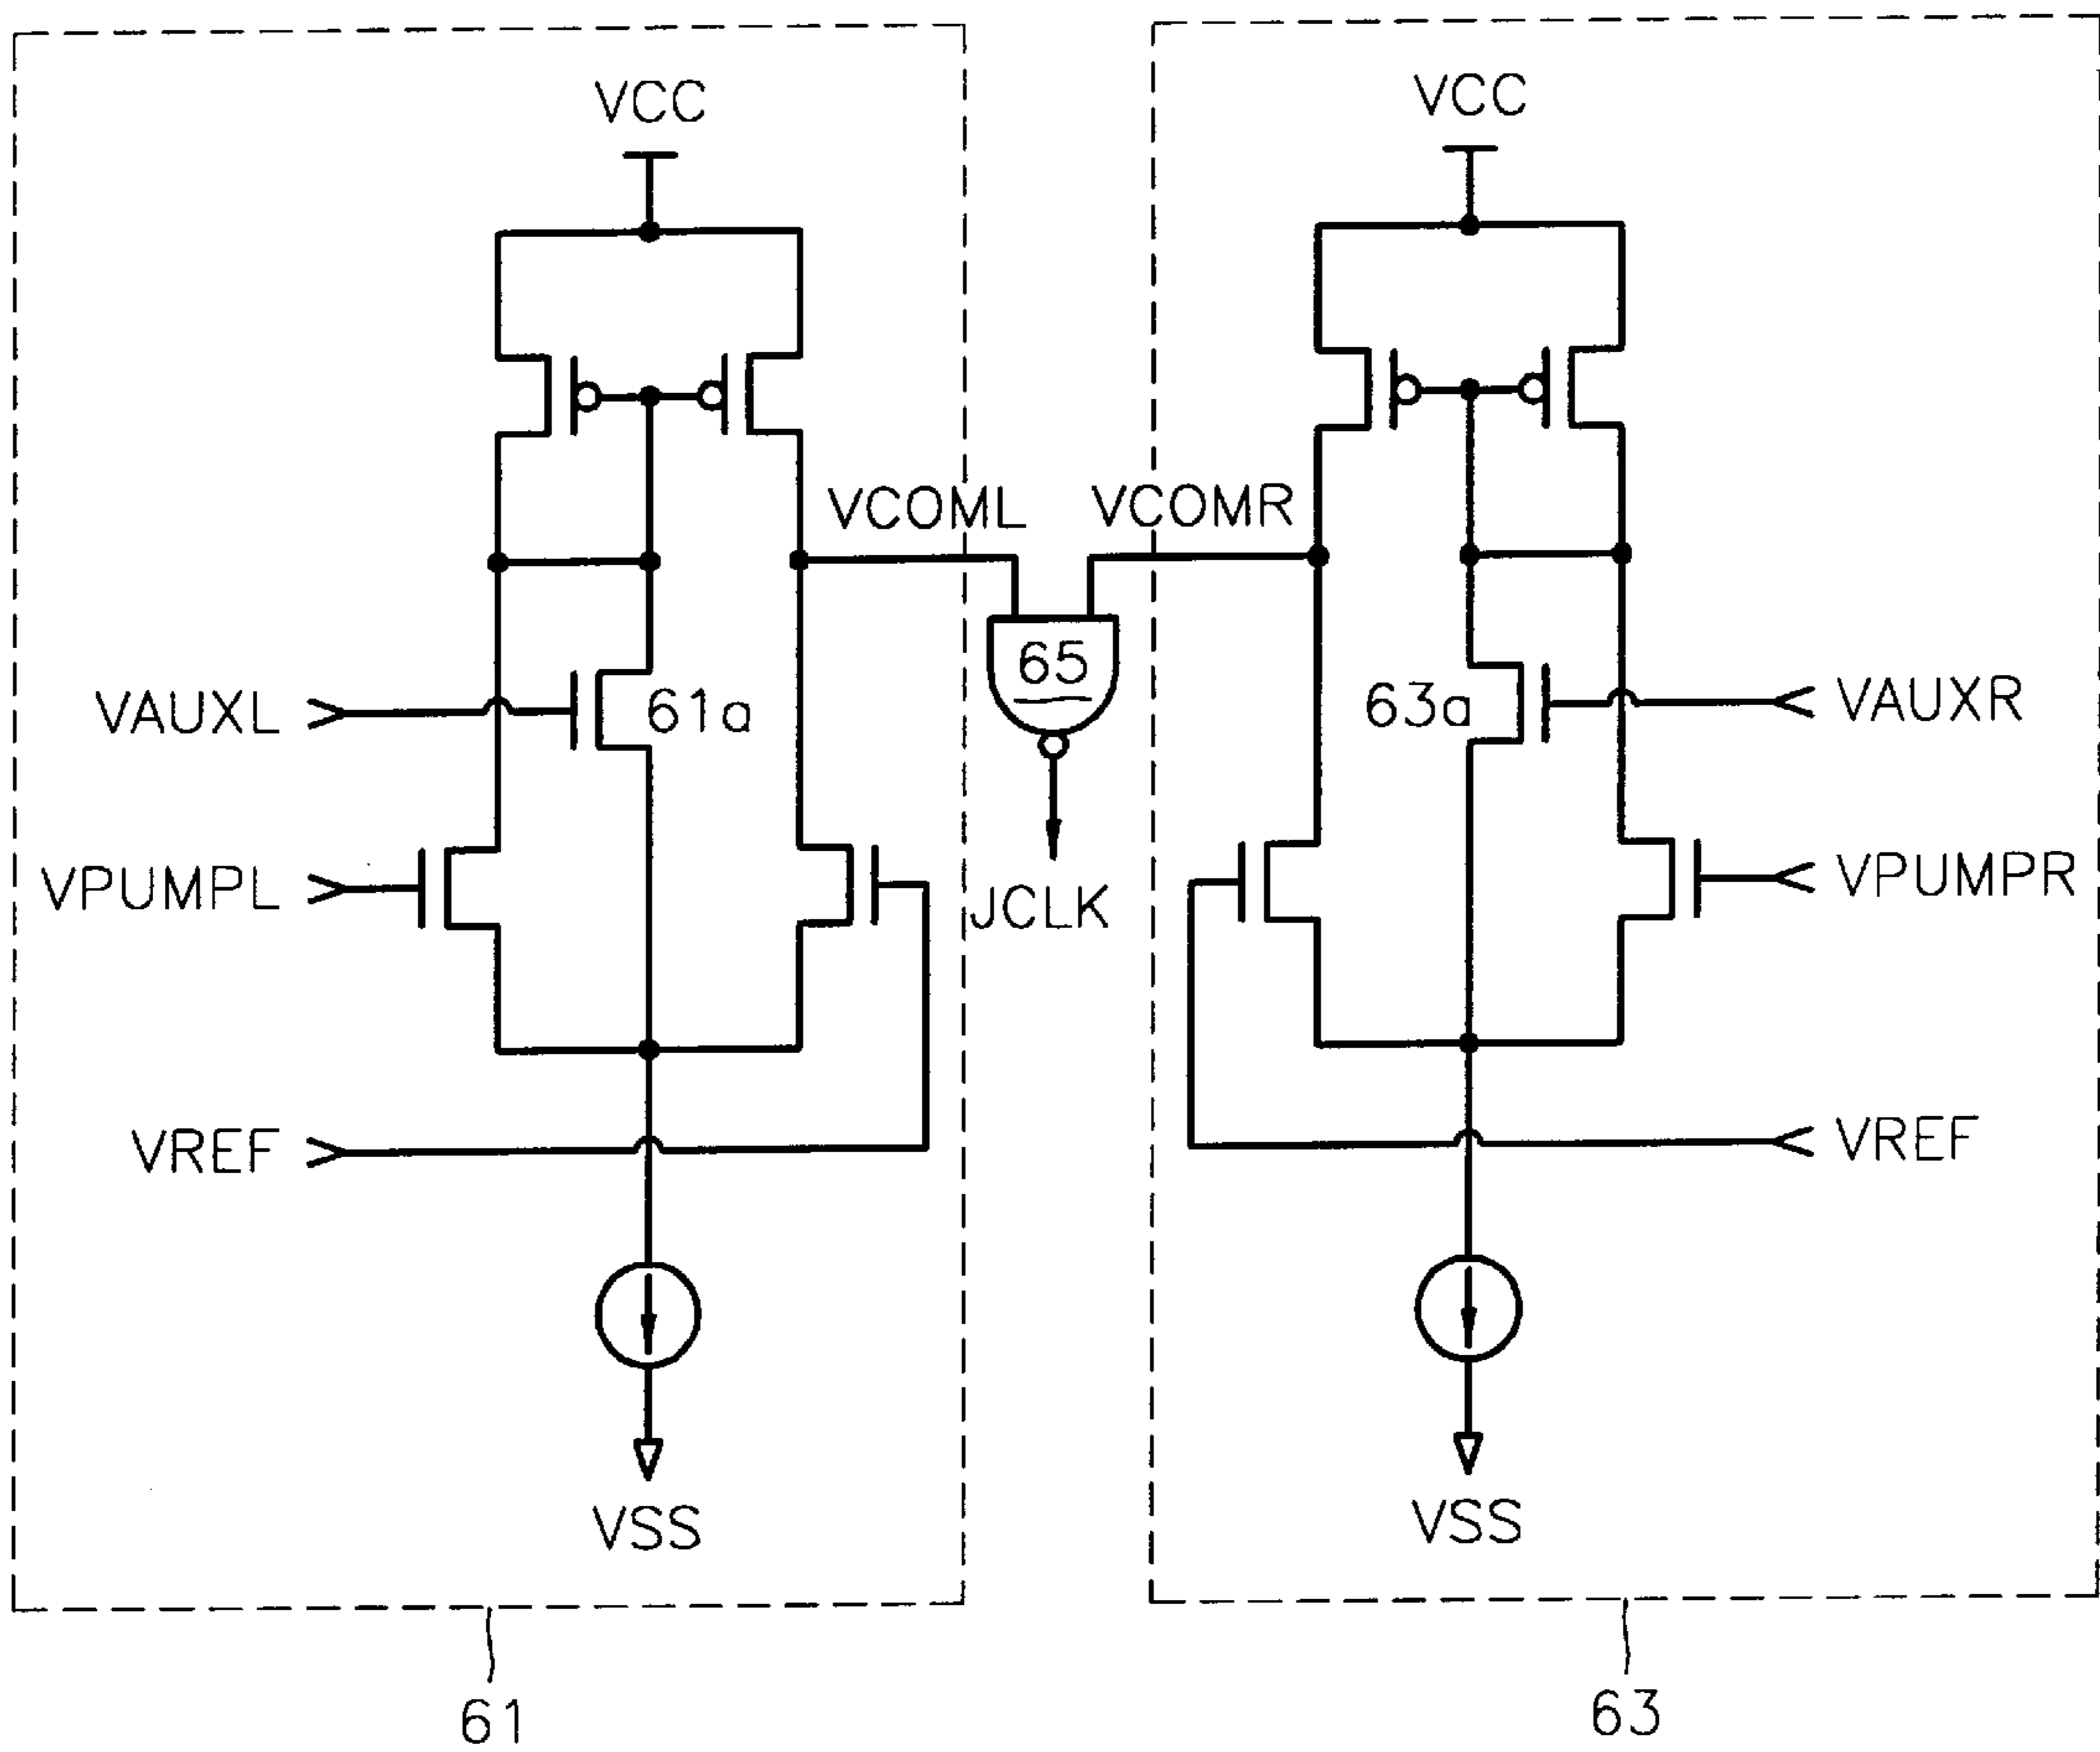 VCC
VCC
VCOML
VCOMR
65
VAUXL
61a
63a
VAUXR
VPUMPL
JCLK
VPUMPR
VREF
VREF
VSS
VSS
61
63